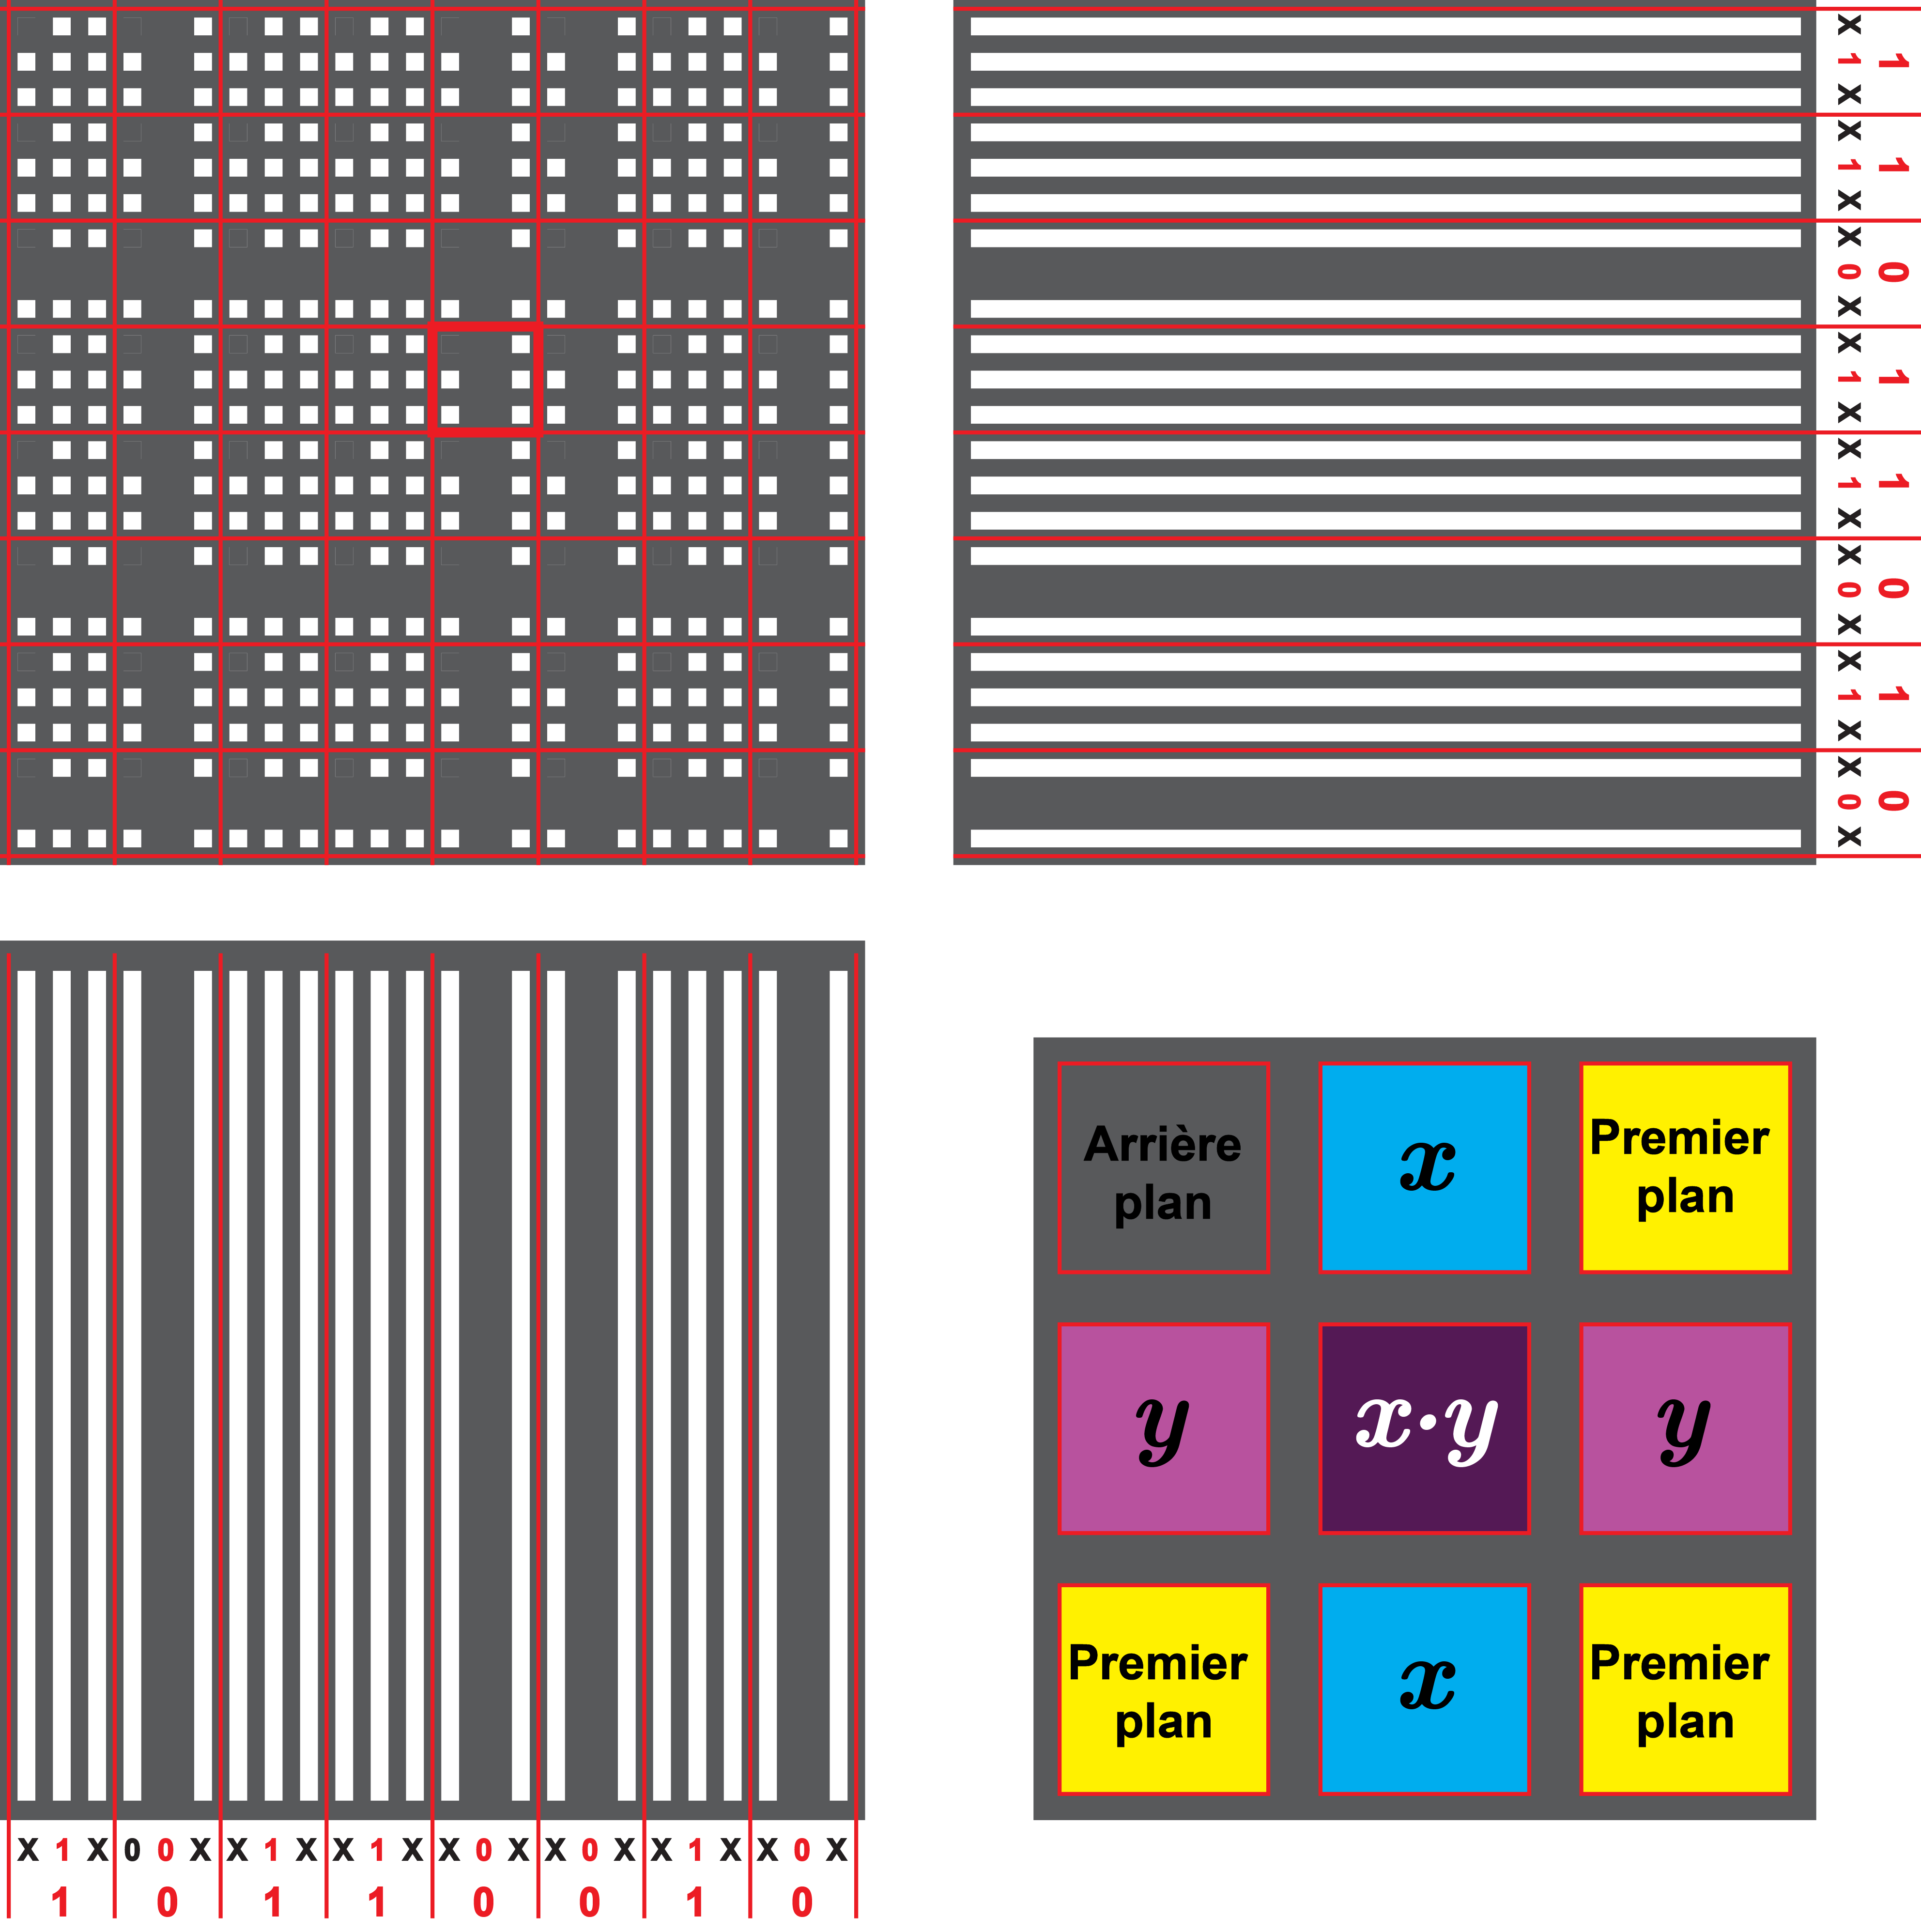 X 1 X X 1 X X 0 X X 1 X X 1 X X 0 X X 1 X X 0 X
1 1 0 1 1 0 1 0
Arrière
plan
x
Premier
plan
y
x·y
y
Premier
plan
x
Premier
plan
X 1 X 0 0 X X 1 X X 1 X X 0 X X 0 X X 1 X X 0 X
1 0 1 1 0 0 1 0